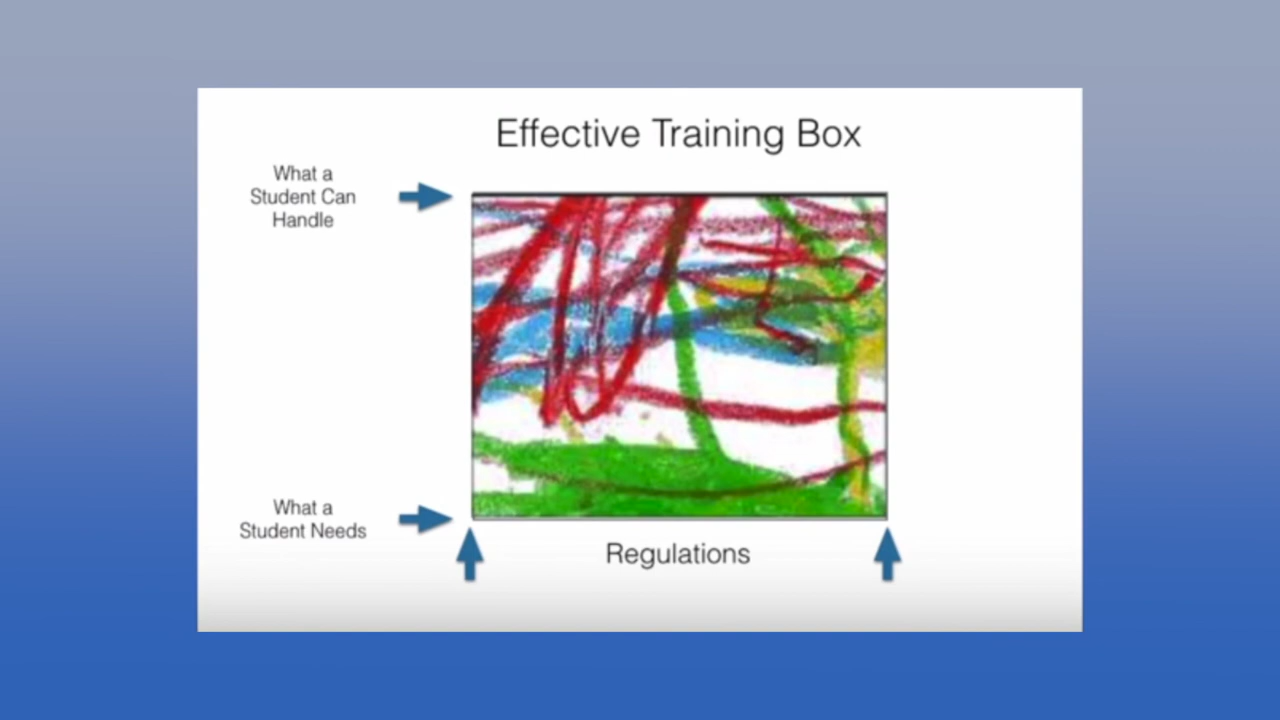 Effective Training Box
What a
Student Can
Handle
What a
Student Needs
Regulations